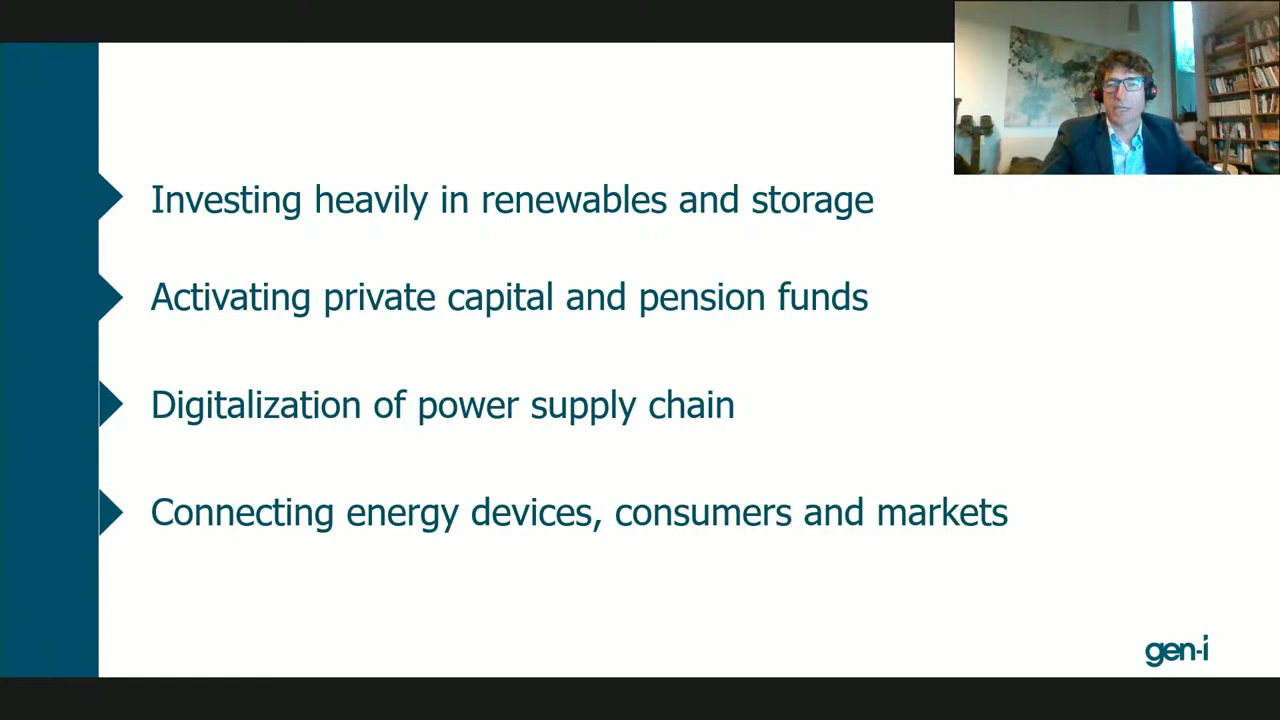 Investing heavily in renewables and storage
Activating private capital and pension funds
Digitalization of power supply chain
Connecting energy devices, consumers and markets
gen-i